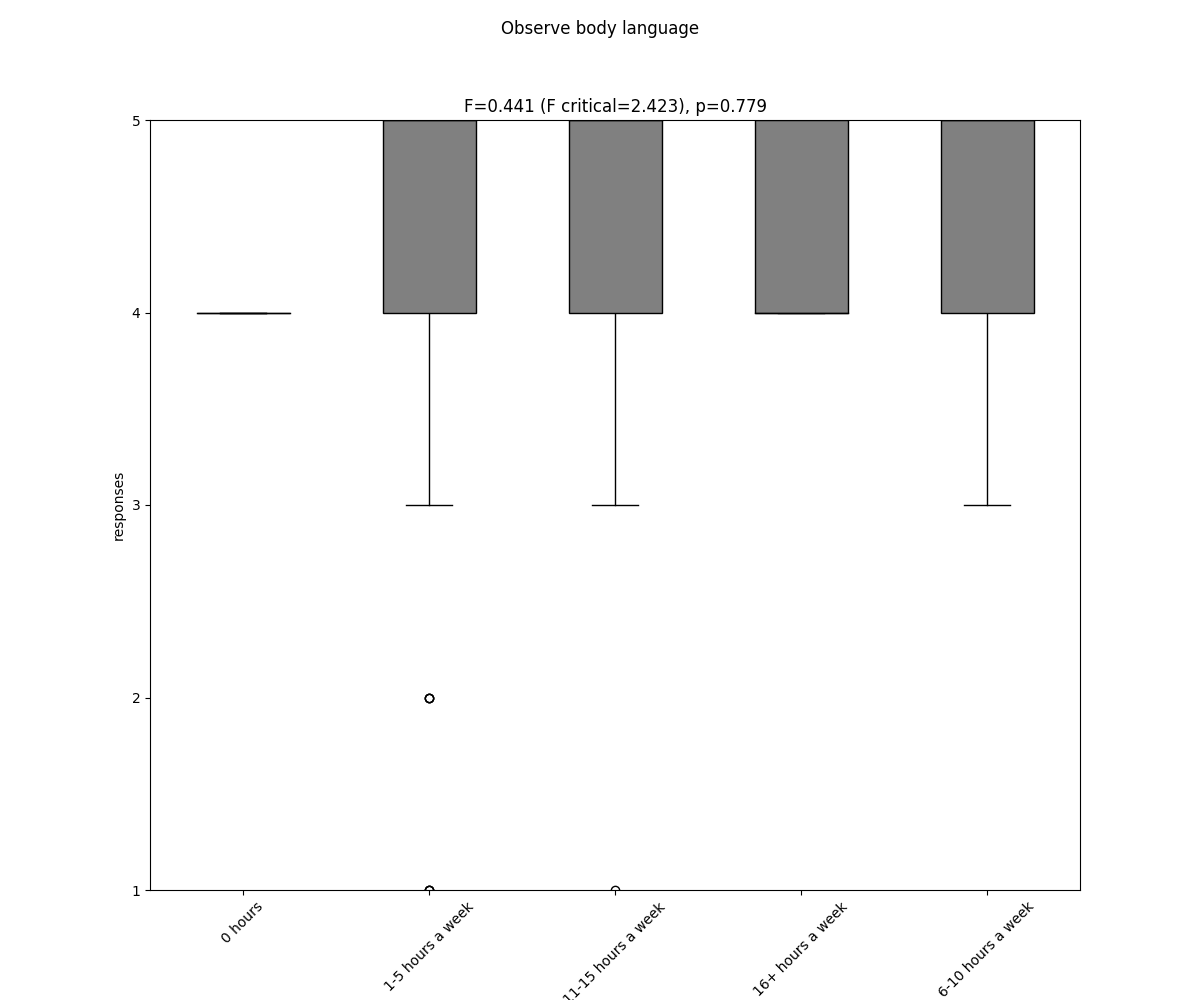 Observe body language
F=0.441 (F critical=2.423), p=0.779
5
4
3
2
1
responses
0 hours
1-5 hours a week
11-15 hours a week
16+ hours a week
6-10 hours a week